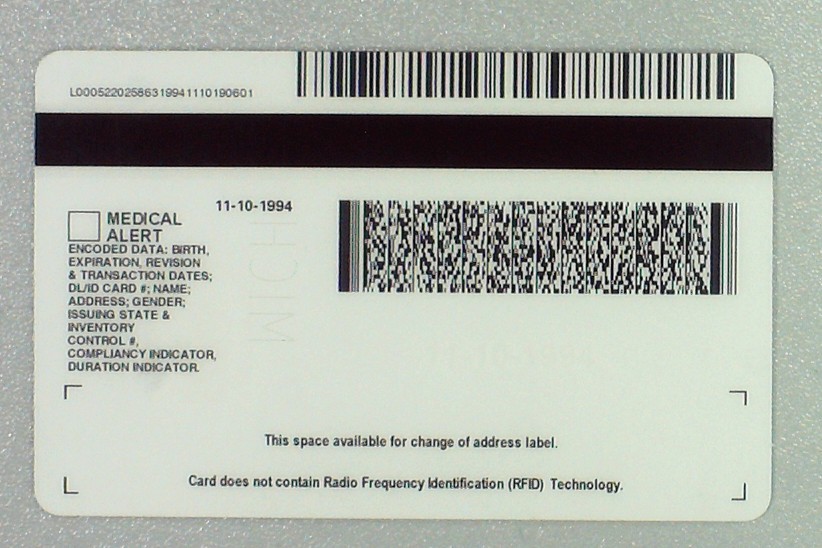 L000522025863199411101​90601
11-10-1994
MEDICAL
ALERT
ENCODED DATA: BIRTH,
EXPIRATION, REVISION
& TRANSACTION DATES;
DL/ID CARD #; NAME;
ADDRESS; GENDER;
ISSUING STATE &
INVENTORY
CONTROL #,
COMPLIANCY INDICATOR,
DURATION INDICATOR.
MICH
This space available for change of address label.
Card does not contain Radio Frequency Identification (RFID) Technology.